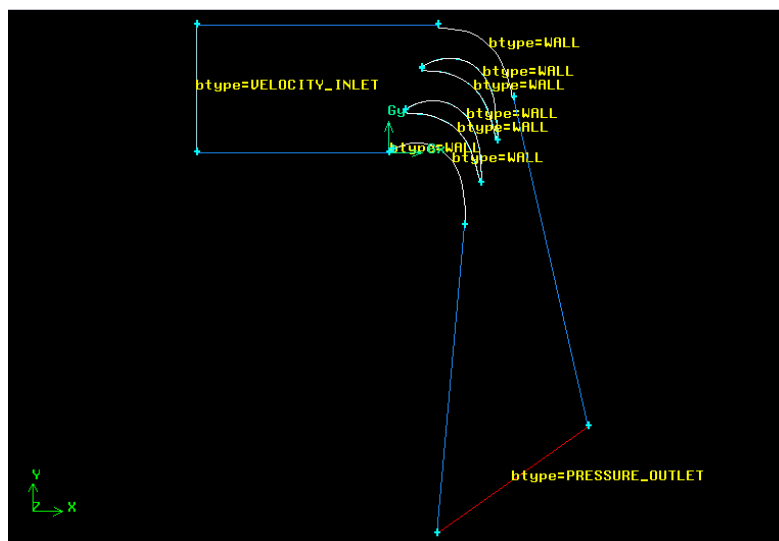 btype=WALL
btype=WALL
btype=VELOCITY_INLET
btype=WALL
Gy
btype=WALL
btype=WALL
btype=WALL
btype=WALL
btype=PRESSURE_OUTLET
Y
Z
X